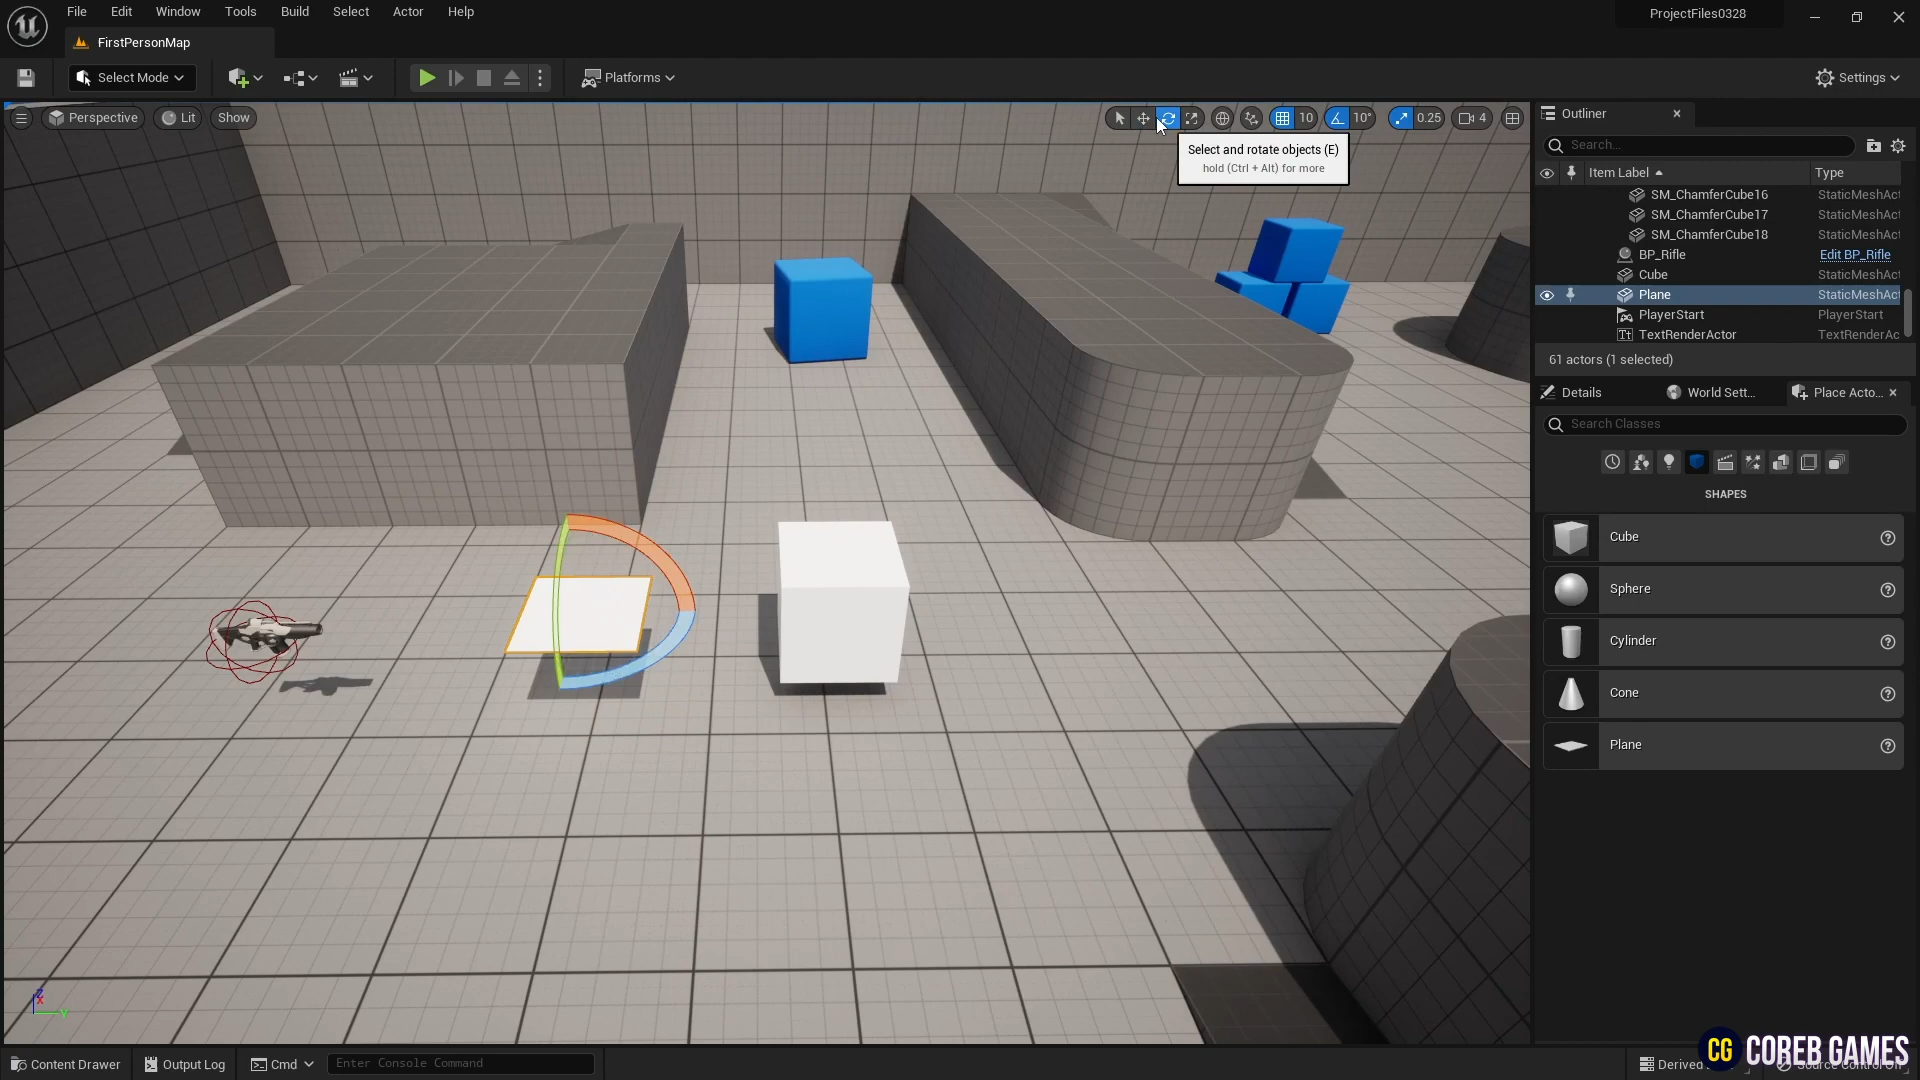 File Edit Window Tools Build Select Actor Help
ProjectFiles0328
FirstPersonMap
Select Mode
Platforms
Settings
Perspective
Lit
Show
10
10°
0.25
4
Select and rotate objects (E)
hold (Ctrl + Alt) for more
Outliner
Search...
Item Label
Type
SM_ChamferCube16 StaticMeshAct
SM_ChamferCube17 StaticMeshAct
SM_ChamferCube18 StaticMeshAct
BP_Rifle Edit BP_Rifle
Cube StaticMeshAct
Plane StaticMeshAct
PlayerStart PlayerStart
TextRenderActor TextRenderAc
61 actors (1 selected)
Details
World Sett...
Place Acto...
Search Classes
SHAPES
Cube
Sphere
Cylinder
Cone
Plane
Z
X
Y
Content Drawer
Output Log
Cmd
Enter Console Command
Derived
CG COREB GAMES
Source Control Off